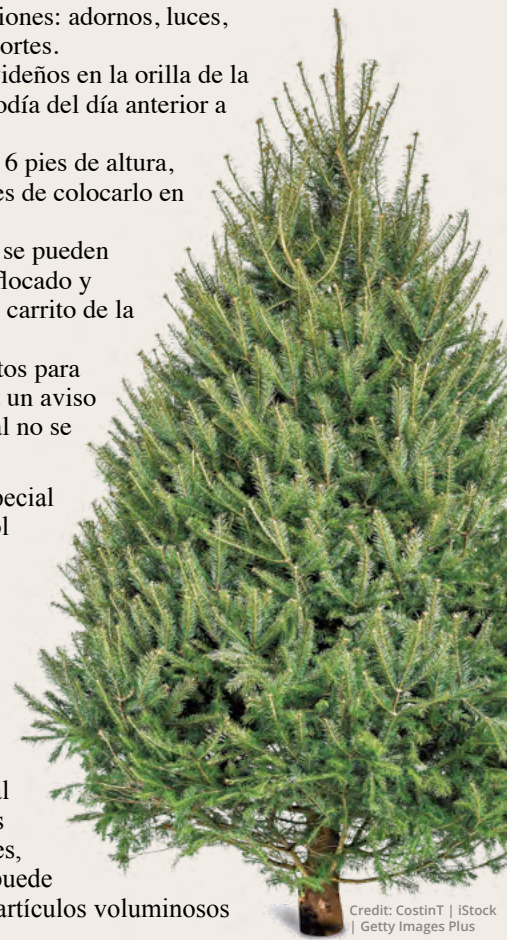 iones: adornos, luces,
ortes.
ideños en la orilla de la
odía del día anterior a
6 pies de altura,
es de colocarlo en
se pueden
flocado y
carrito de la
tos para
un aviso
al no se
pecial
ol
al
s
es,
puede
artículos voluminosos
Credit: CostinT | iStock
| Getty Images Plus